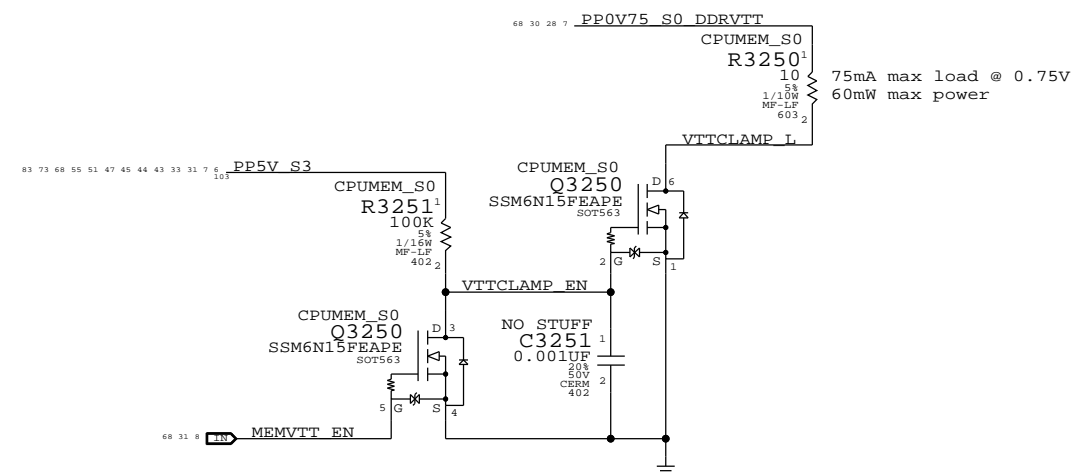 68 30 28 7 PP0V75_S0_DDRVTT
CPUMEM_S0
R3250 1
10
5%
1/10W
MF-LF
603 2
75mA max load @ 0.75V
60mW max power
VTTCLAMP_L
83 73 68 55 51 47 45 44 43 33 31 7 6 PP5V_S3
103
CPUMEM_S0
R3251 1
100K
5%
1/16W
MF-LF
402 2
CPUMEM_S0
Q3250
SSM6N15FEAPE
SOT563
D 6
2 G S 1
VTTCLAMP_EN
CPUMEM_S0
Q3250
SSM6N15FEAPE
SOT563
D 3
5 G S 4
NO STUFF
C3251 1
0.001UF
20%
50V
CERM
402
2
68 31 8 IN MEMVTT_EN